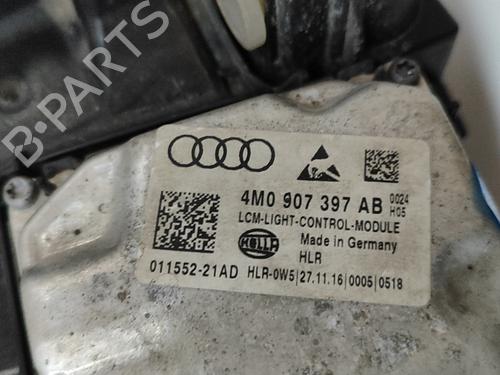 4M0 907 397 AB 0024 H05
LCM-LIGHT-CONTROL-MODULE
HELLA Made in Germany
HLR
011552-21AD HLR-0W5|27.11.16|0005|0518
B-PARTS